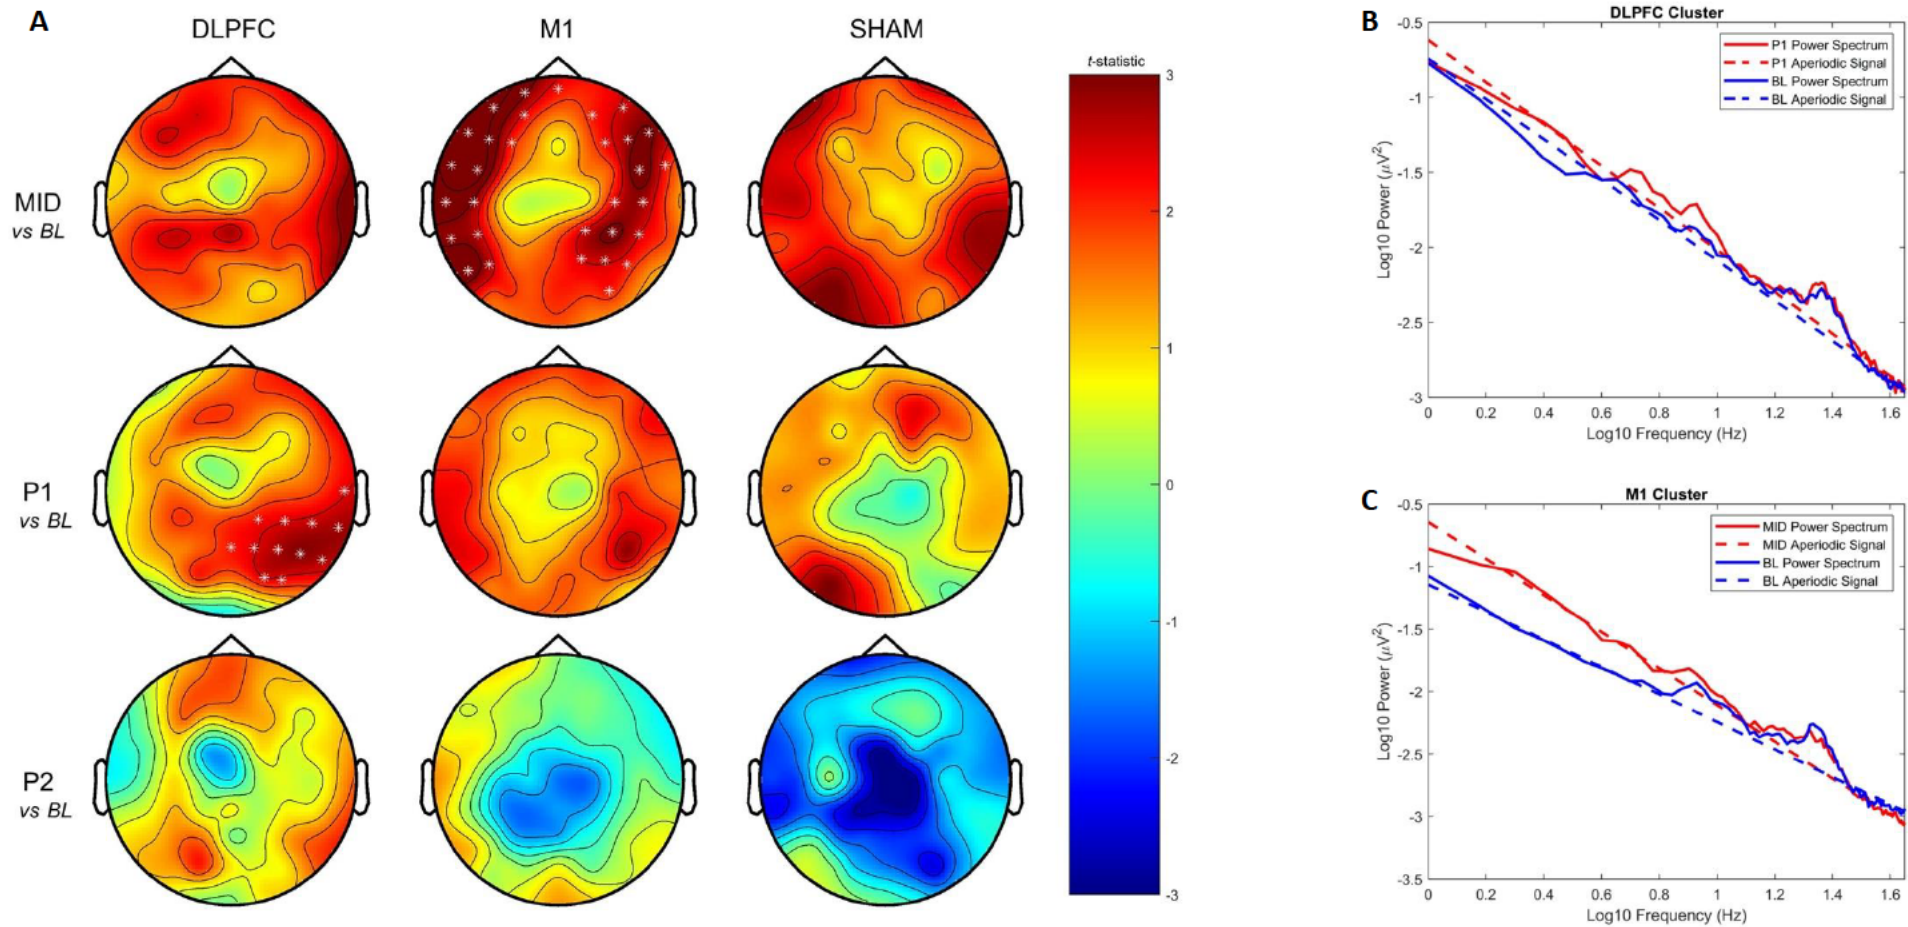 A
DLPFC
M1
SHAM
MID
vs BL
P1
vs BL
P2
vs BL
t-statistic
3
2
1
0
-1
-2
-3
B
DLPFC Cluster
P1 Power Spectrum
P1 Aperiodic Signal
BL Power Spectrum
BL Aperiodic Signal
Log10 Power (μV²)
-0.5
-1
-1.5
-2
-2.5
-3
0 0.2 0.4 0.6 0.8 1 1.2 1.4 1.6
Log10 Frequency (Hz)
C
M1 Cluster
MID Power Spectrum
MID Aperiodic Signal
BL Power Spectrum
BL Aperiodic Signal
Log10 Power (μV²)
-0.5
-1
-1.5
-2
-2.5
-3
-3.5
0 0.2 0.4 0.6 0.8 1 1.2 1.4 1.6
Log10 Frequency (Hz)